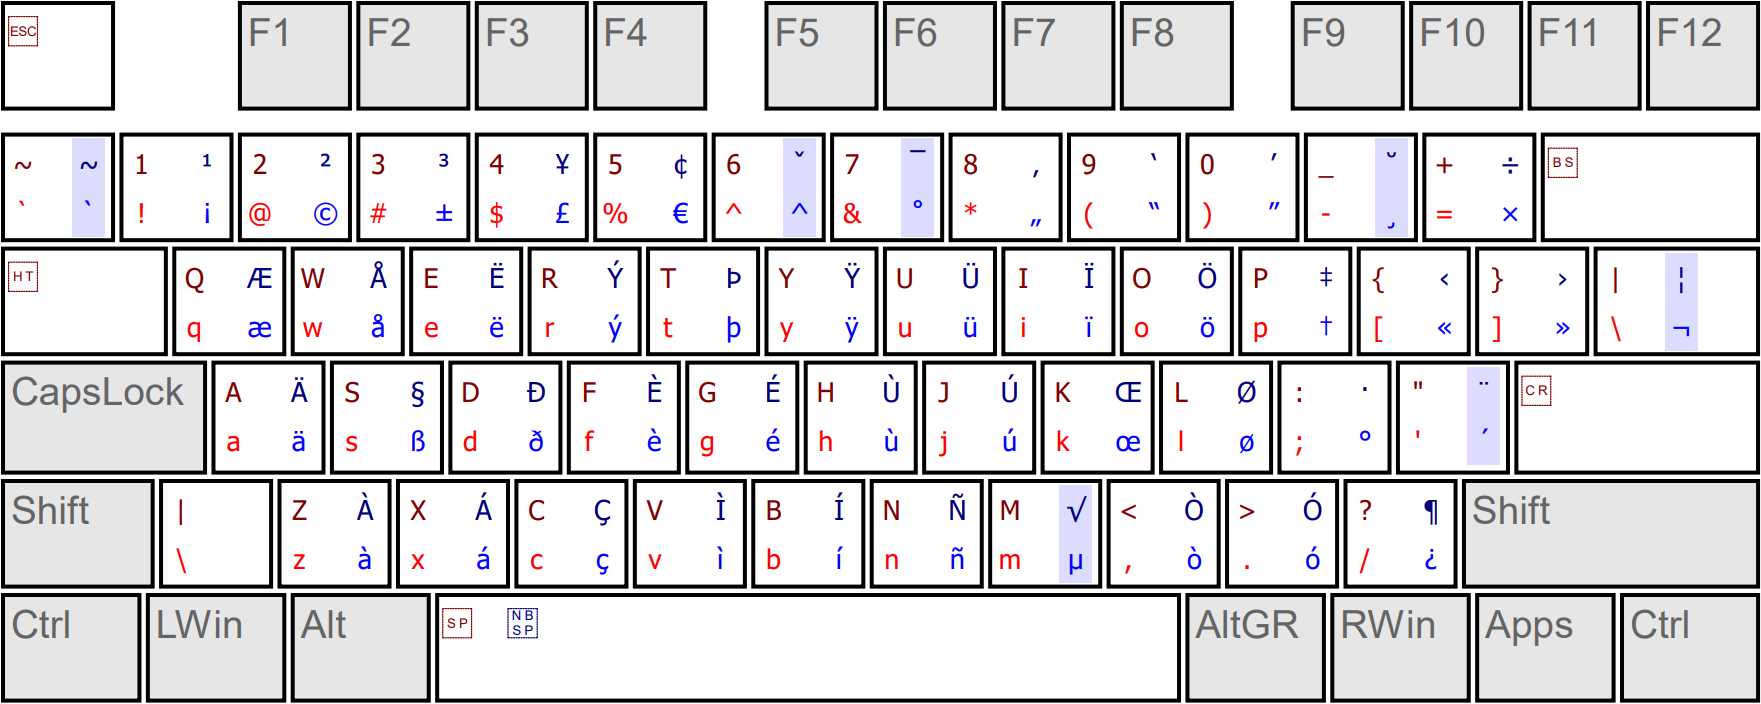 ESC F1 F2 F3 F4 F5 F6 F7 F8 F9 F10 F11 F12
~ ~ 1 ¹ 2 ² 3 ³ 4 ¥ 5 ¢ 6 ˇ 7 ¯ 8 ‚ 9 ‘ 0 ’ _ ˘ + ÷ BS
` ` ! ¡ @ © # ± $ £ % € ^ ^ & ° * „ ( “ ) ” - ¸ = ×
HT Q Æ W Å E Ë R Ý T Þ Y Ÿ U Ü I Ï O Ö P ‡ { ‹ } › | ¦
q æ w å e ë r ý t þ y ÿ u ü i ï o ö p † [ « ] » \ ¬
CapsLock A Ä S § D Ð F È G É H Ù J Ú K Œ L Ø : · " ¨ CR
a ä s ß d ð f è g é h ù j ú k œ l ø ; ° ' ´
Shift | Z À X Á C Ç V Ì B Í N Ñ M √ < Ò > Ó ? ¶ Shift
\ z à x á c ç v ì b í n ñ m µ , ò . ó / ¿
Ctrl LWin Alt SP NB SP AltGR RWin Apps Ctrl